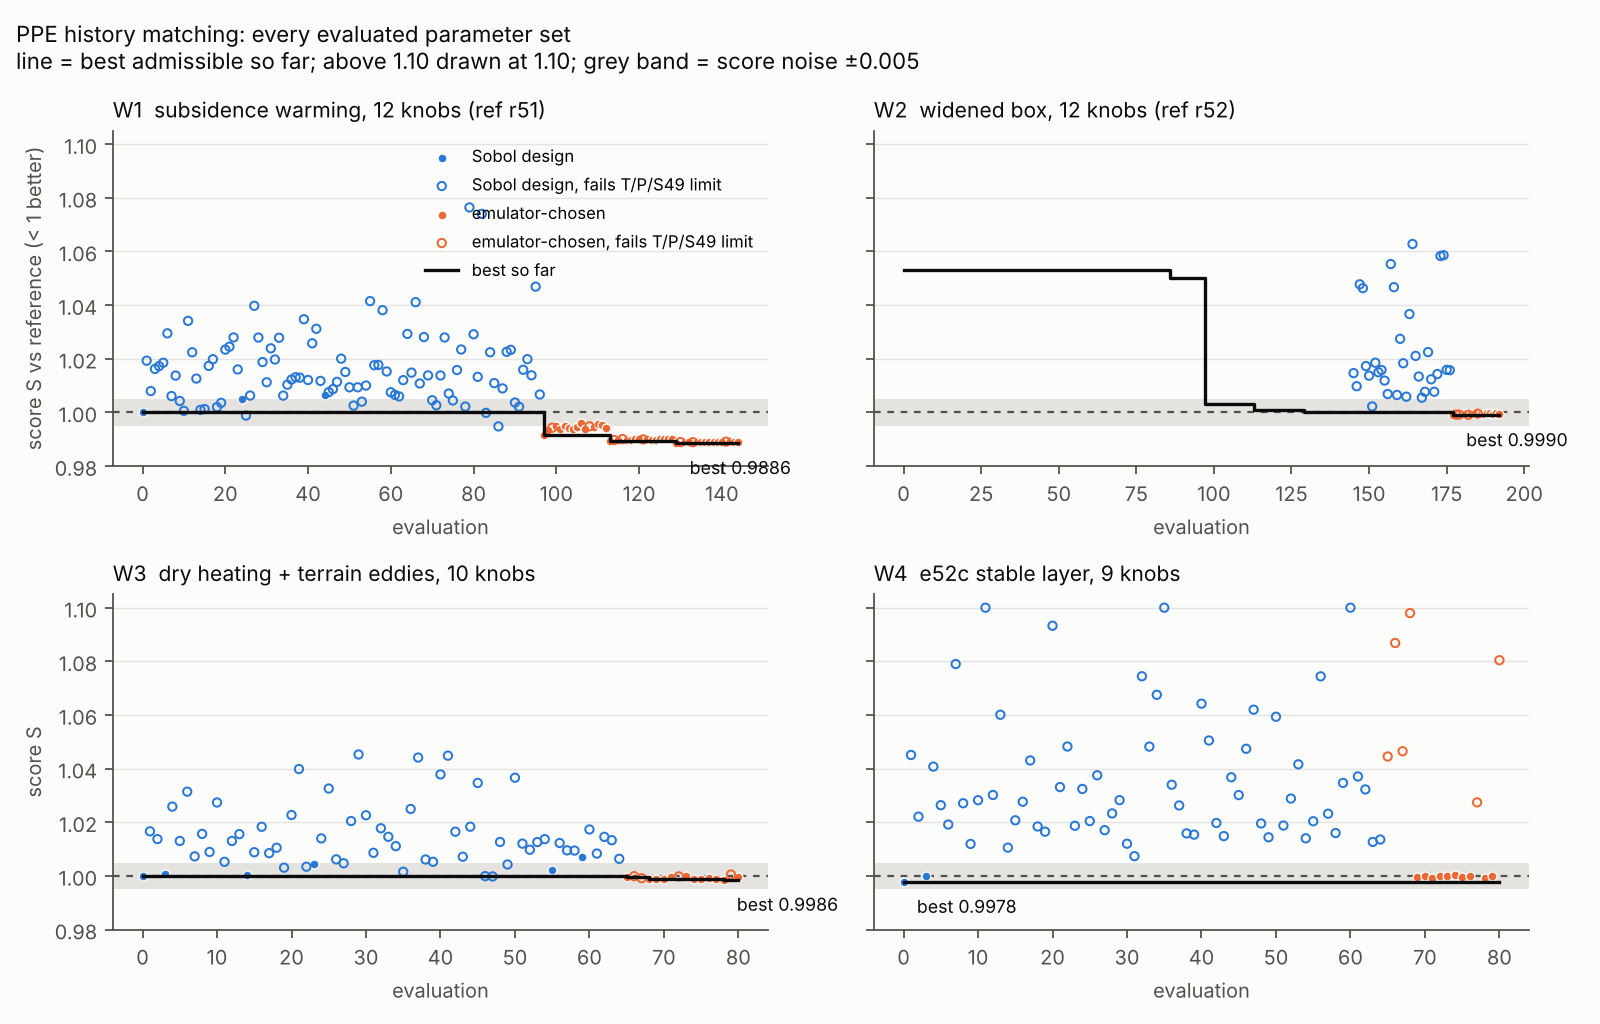 PPE history matching: every evaluated parameter set
line = best admissible so far; above 1.10 drawn at 1.10; grey band = score noise ±0.005
W1 subsidence warming, 12 knobs (ref r51)
score S vs reference (< 1 better)
1.10
1.08
1.06
1.04
1.02
1.00
0.98
Sobol design
Sobol design, fails T/P/S49 limit
emulator-chosen
emulator-chosen, fails T/P/S49 limit
best so far
best 0.9886
0 20 40 60 80 100 120 140
evaluation
W2 widened box, 12 knobs (ref r52)
best 0.9990
0 25 50 75 100 125 150 175 200
evaluation
W3 dry heating + terrain eddies, 10 knobs
score S
1.10
1.08
1.06
1.04
1.02
1.00
0.98
best 0.9986
0 10 20 30 40 50 60 70 80
evaluation
W4 e52c stable layer, 9 knobs
best 0.9978
0 10 20 30 40 50 60 70 80
evaluation